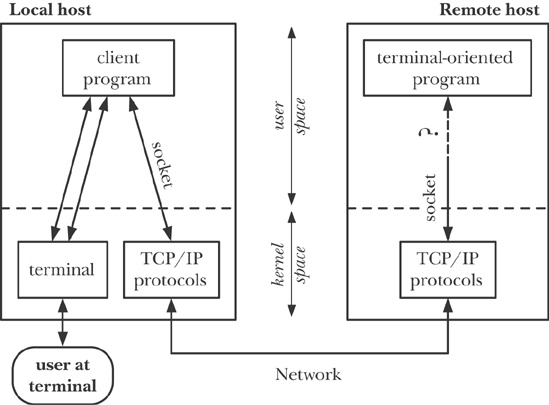 Local host
Remote host
client
program
terminal-oriented
program
user
space
?
socket
socket
terminal
TCP/IP
protocols
kernel
space
TCP/IP
protocols
user at
terminal
Network